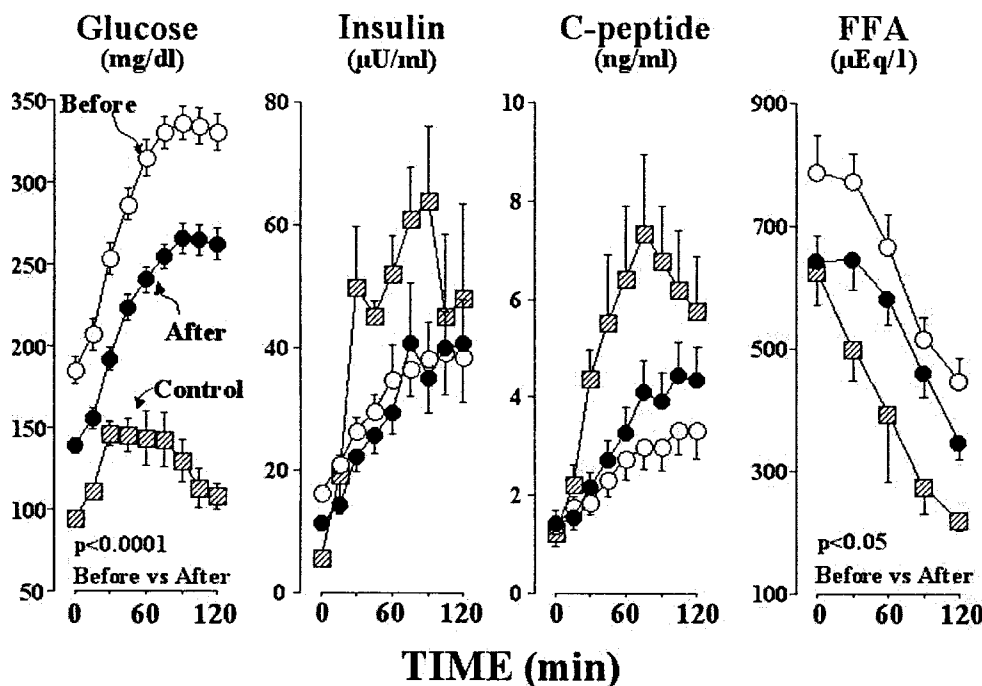 Glucose
(mg/dl)
350
300
250
200
150
100
50
Before
After
Control
p<0.0001
Before vs After
0 60 120
Insulin
(µU/ml)
80
60
40
20
0
0 60 120
C-peptide
(ng/ml)
10
8
6
4
2
0
0 60 120
FFA
(µEq/l)
900
700
500
300
100
p<0.05
Before vs After
0 60 120
TIME (min)